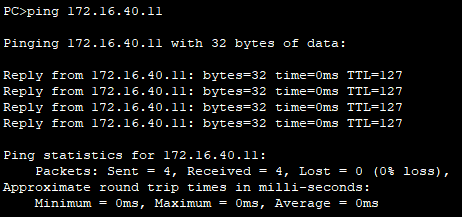 PC>ping 172.16.40.11
Pinging 172.16.40.11 with 32 bytes of data:
Reply from 172.16.40.11: bytes=32 time=0ms TTL=127
Reply from 172.16.40.11: bytes=32 time=0ms TTL=127
Reply from 172.16.40.11: bytes=32 time=0ms TTL=127
Reply from 172.16.40.11: bytes=32 time=0ms TTL=127
Ping statistics for 172.16.40.11:
    Packets: Sent = 4, Received = 4, Lost = 0 (0% loss),
Approximate round trip times in milli-seconds:
    Minimum = 0ms, Maximum = 0ms, Average = 0ms